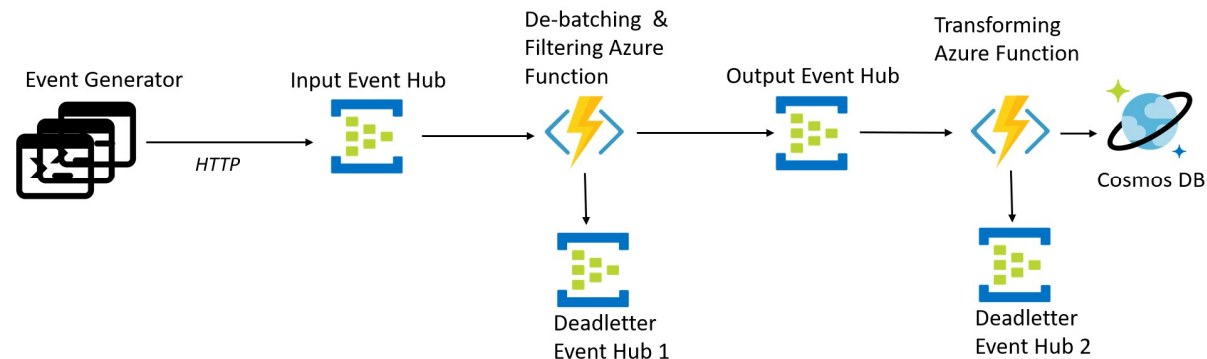 Event Generator
HTTP
Input Event Hub
De-batching &
Filtering Azure
Function
Deadletter
Event Hub 1
Output Event Hub
Transforming
Azure Function
Deadletter
Event Hub 2
Cosmos DB